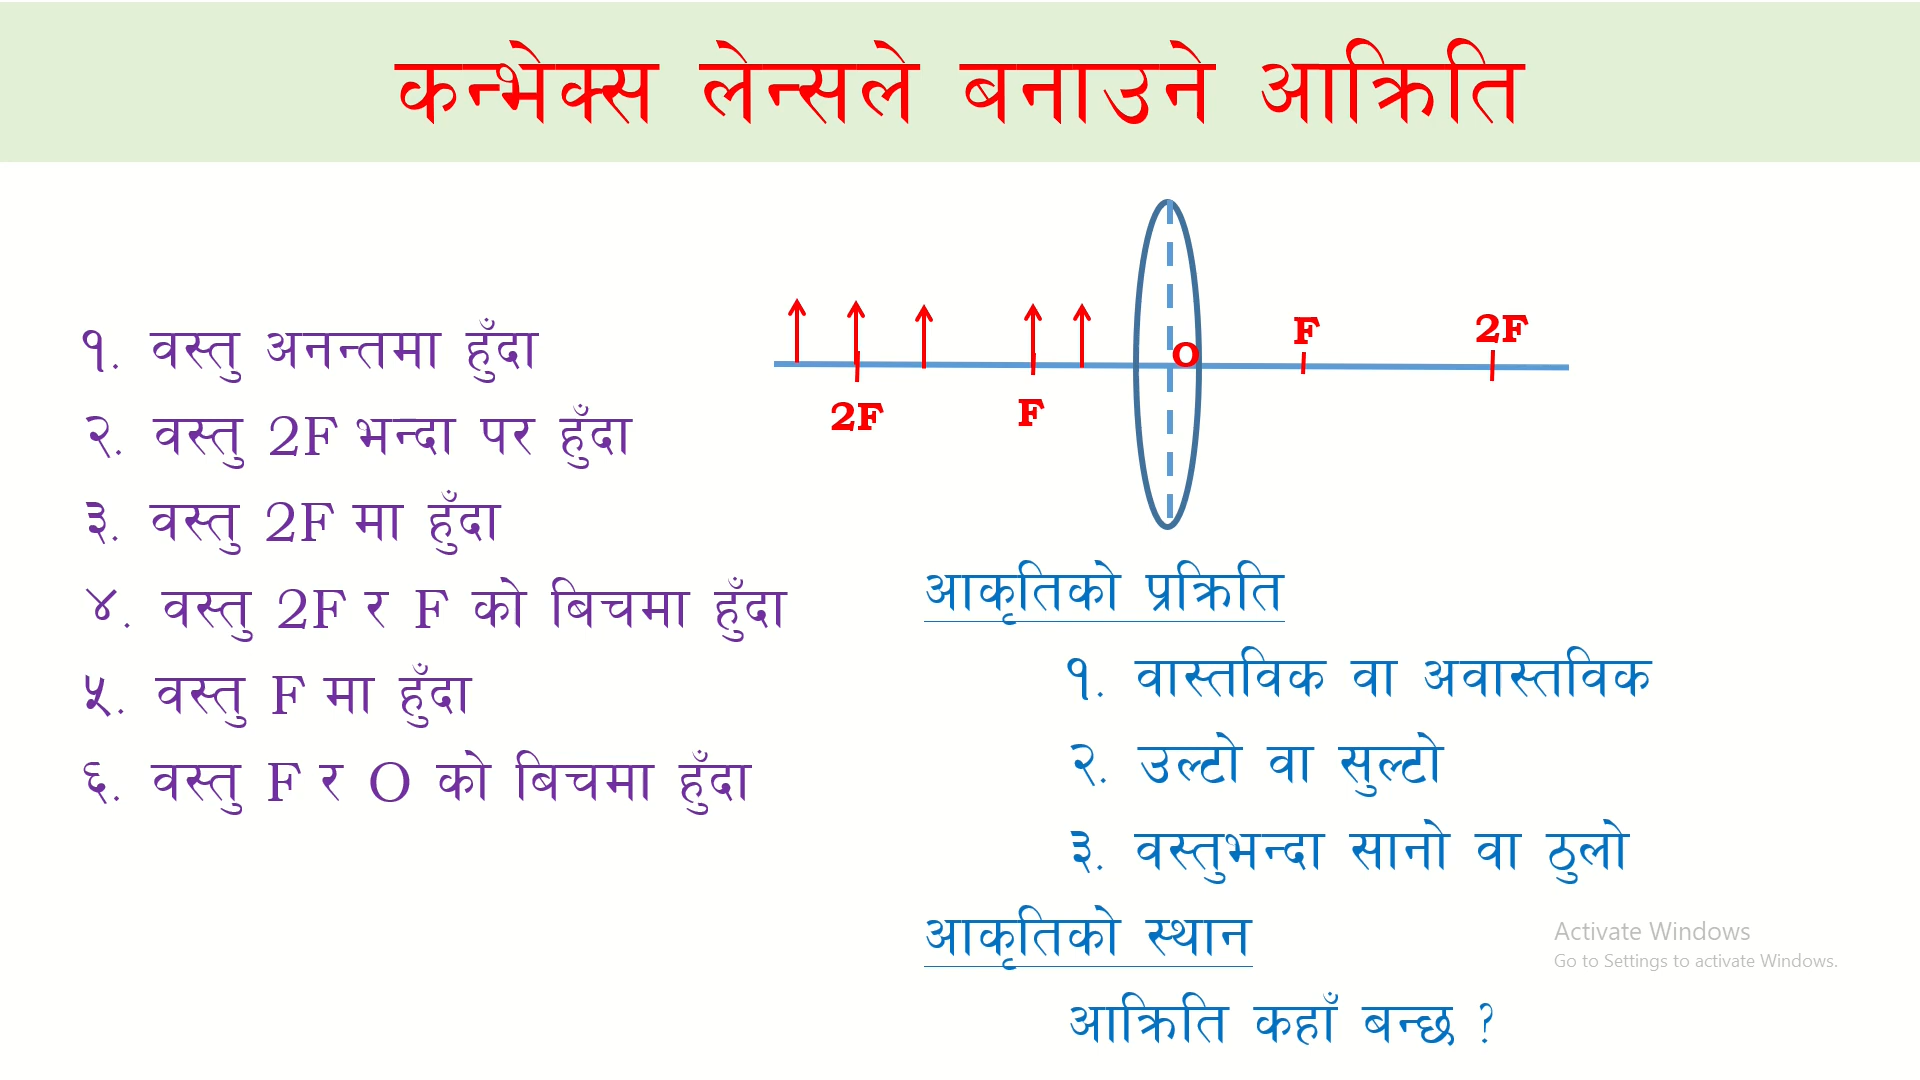 कन्भेक्स लेन्सले बनाउने आक्रिति
१. वस्तु अनन्तमा हुँदा
२. वस्तु 2F भन्दा पर हुँदा
३. वस्तु 2F मा हुँदा
४. वस्तु 2F र F को बिचमा हुँदा
५. वस्तु F मा हुँदा
६. वस्तु F र O को बिचमा हुँदा
2F
F
O
F
2F
आकृतिको प्रक्रिति
१. वास्तविक वा अवास्तविक
२. उल्टो वा सुल्टो
३. वस्तुभन्दा सानो वा ठुलो
आकृतिको स्थान
आक्रिति कहाँ बन्छ ?
Activate Windows
Go to Settings to activate Windows.